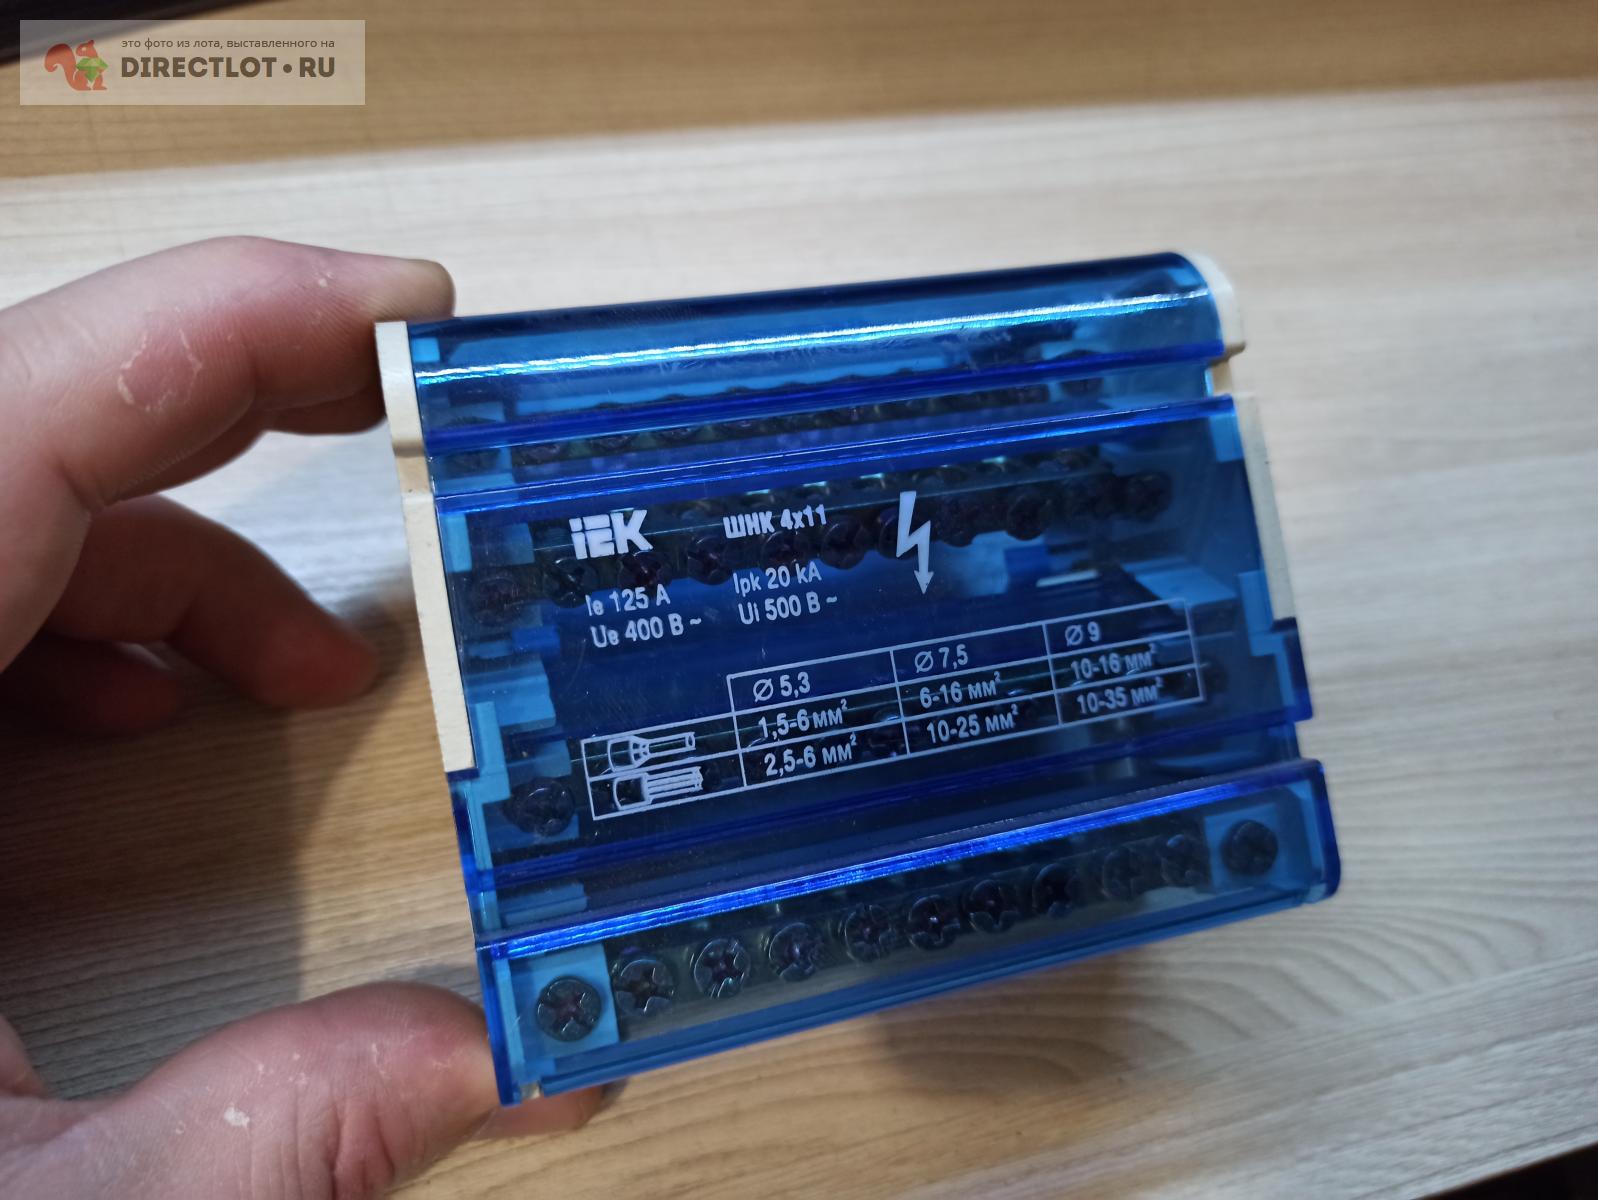 это фото из лота, выставленного на
DIRECTLOT•RU
IEK ШНК 4х11
Ie 125 A Ipk 20 kA
Ue 400 В ~ Ui 500 В ~
Ø 5,3 Ø 7,5 Ø 9
1,5-6 мм² 6-16 мм² 10-16 мм²
2,5-6 мм² 10-25 мм² 10-35 мм²